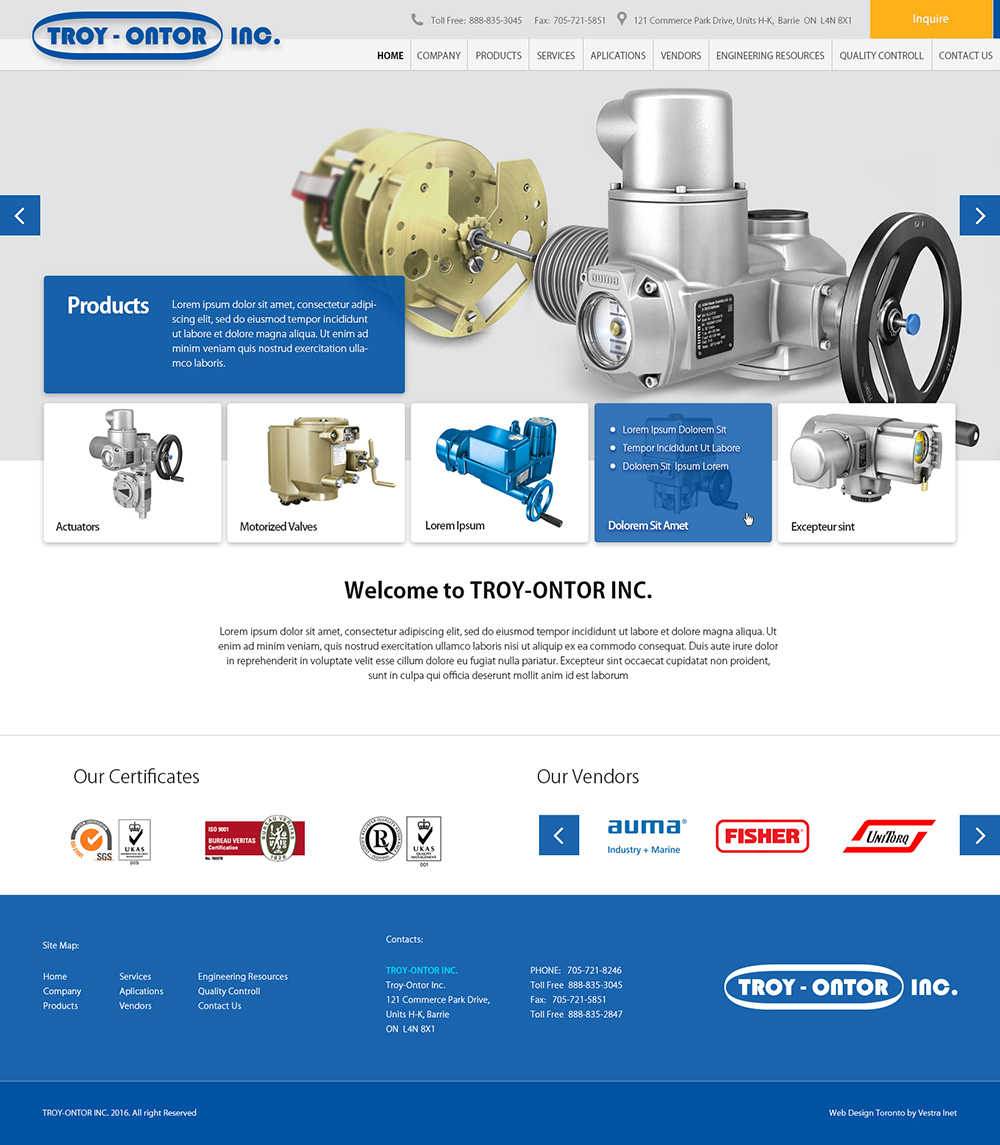 TROY - ONTOR INC.
Toll Free: 888-835-3045 Fax: 705-721-5851 121 Commerce Park Drive, Units H-K, Barrie ON L4N 8X1
Inquire
HOME COMPANY PRODUCTS SERVICES APLICATIONS VENDORS ENGINEERING RESOURCES QUALITY CONTROLL CONTACT US
auma
auma
Products
Lorem ipsum dolor sit amet, consectetur adipi-
scing elit, sed do eiusmod tempor incididunt
ut labore et dolore magna aliqua. Ut enim ad
minim veniam quis nostrud exercitation ulla-
mco laboris.
Actuators
Motorized Valves
Lorem Ipsum
Lorem Ipsum Dolorem Sit
Tempor Incididunt Ut Labore
Dolorem Sit Ipsum Lorem
Dolorem Sit Amet
Excepteur sint
Welcome to TROY-ONTOR INC.
Lorem ipsum dolor sit amet, consectetur adipiscing elit, sed do eiusmod tempor incididunt ut labore et dolore magna aliqua. Ut
enim ad minim veniam, quis nostrud exercitation ullamco laboris nisi ut aliquip ex ea commodo consequat. Duis aute irure dolor
in reprehenderit in voluptate velit esse cillum dolore eu fugiat nulla pariatur. Excepteur sint occaecat cupidatat non proident,
sunt in culpa qui officia deserunt mollit anim id est laborum
Our Certificates
SGS
UKAS
005
ISO 9001
BUREAU VERITAS
Certification
BUREAU VERITAS
1828
UKAS
QUALITY
MANAGEMENT
001
Our Vendors
auma®
Industry + Marine
FISHER
UNITORQ
Site Map:
Home
Company
Products
Services
Aplications
Vendors
Engineering Resources
Quality Controll
Contact Us
Contacts:
TROY-ONTOR INC.
Troy-Ontor Inc.
121 Commerce Park Drive,
Units H-K, Barrie
ON L4N 8X1
PHONE: 705-721-8246
Toll Free 888-835-3045
Fax: 705-721-5851
Toll Free 888-835-2847
TROY - ONTOR INC.
TROY-ONTOR INC. 2016. All right Reserved
Web Design Toronto by Vestra Inet